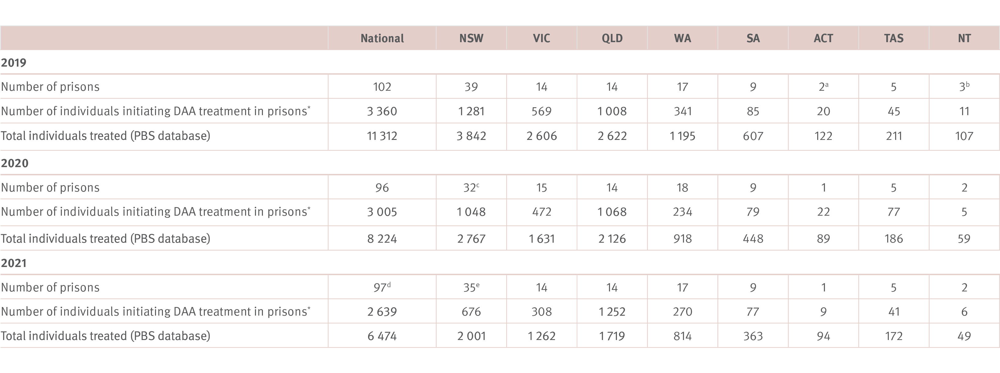 National NSW VIC QLD WA SA ACT TAS NT
2019
Number of prisons 102 39 14 14 17 9 2a 5 3b
Number of individuals initiating DAA treatment in prisons* 3 360 1 281 569 1 008 341 85 20 45 11
Total individuals treated (PBS database) 11 312 3 842 2 606 2 622 1 195 607 122 211 107
2020
Number of prisons 96 32c 15 14 18 9 1 5 2
Number of individuals initiating DAA treatment in prisons* 3 005 1 048 472 1 068 234 79 22 77 5
Total individuals treated (PBS database) 8 224 2 767 1 631 2 126 918 448 89 186 59
2021
Number of prisons 97d 35e 14 14 17 9 1 5 2
Number of individuals initiating DAA treatment in prisons* 2 639 676 308 1 252 270 77 9 41 6
Total individuals treated (PBS database) 6 474 2 001 1 262 1 719 814 363 94 172 49